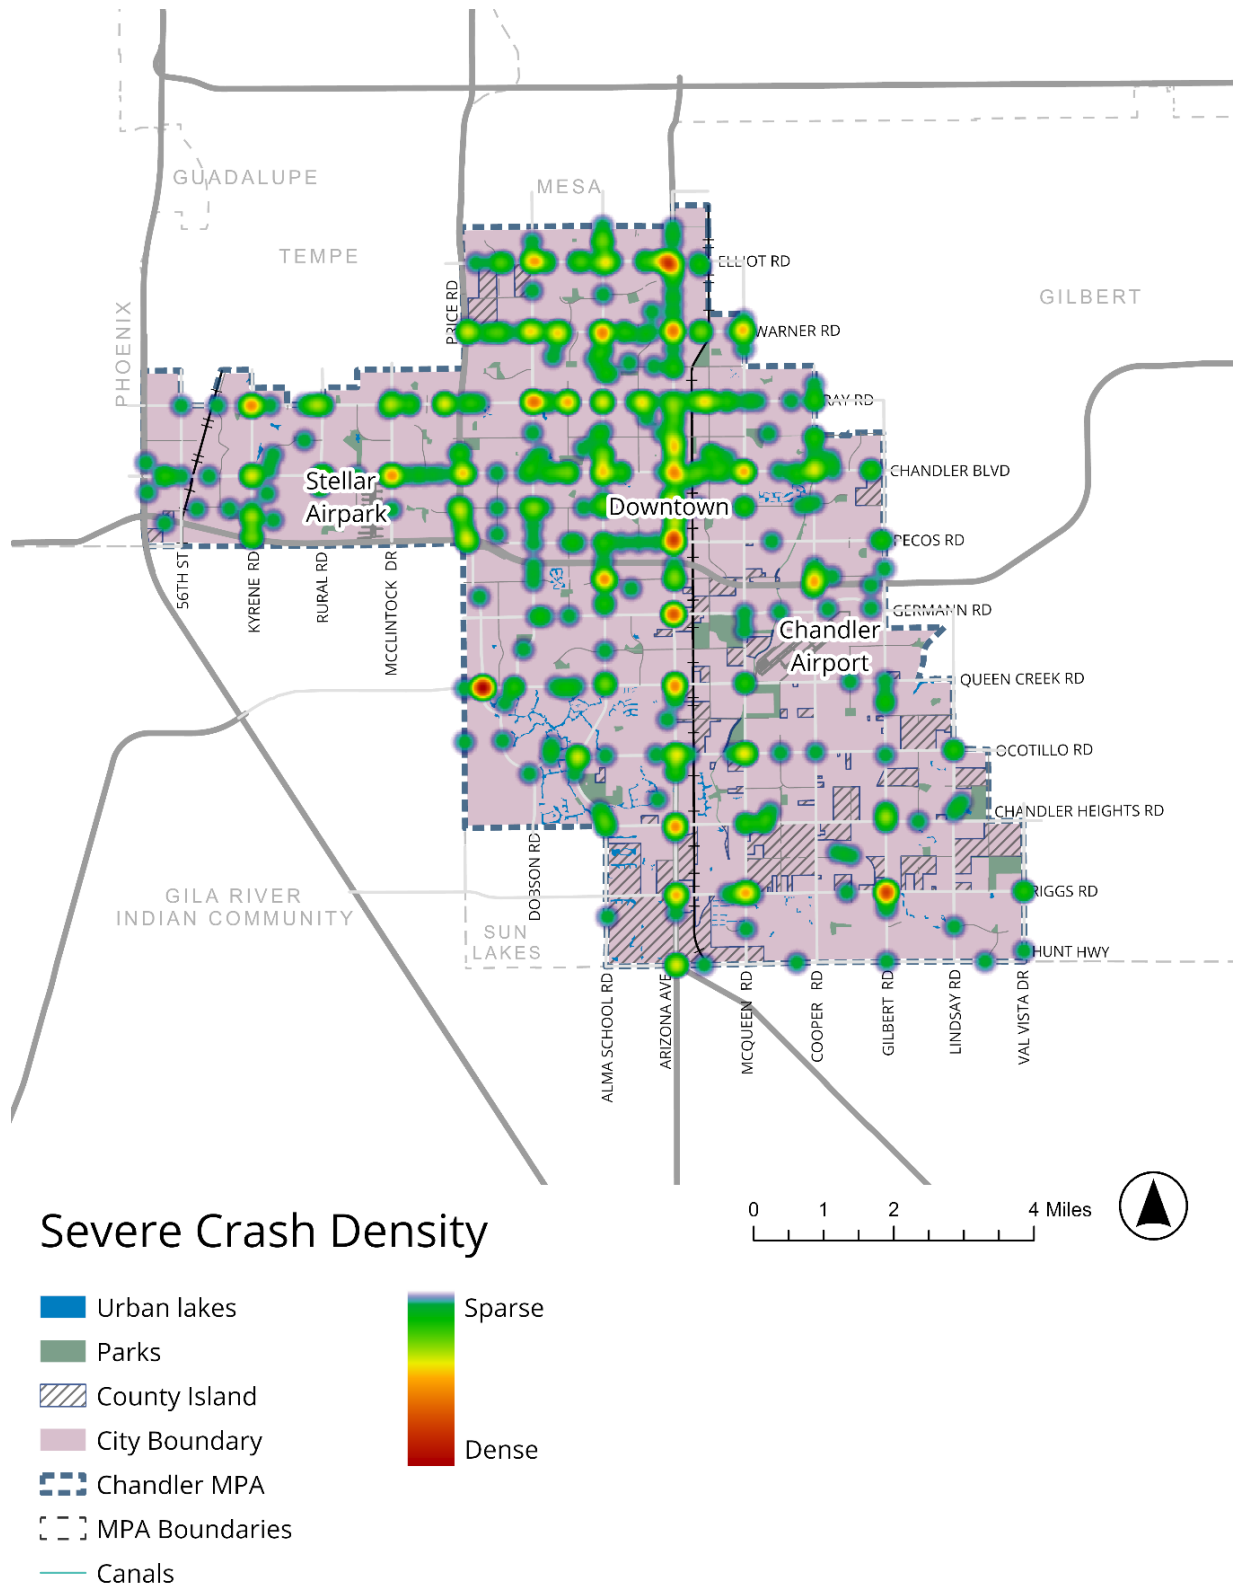 GUADALUPE
MESA
TEMPE
ELLIOT RD
PRICE RD
GILBERT
PHOENIX
WARNER RD
RAY RD
CHANDLER BLVD
Stellar
Airpark
Downtown
PECOS RD
56TH ST
KYRENE RD
RURAL RD
MCCLINTOCK DR
GERMANN RD
Chandler
Airport
QUEEN CREEK RD
OCOTILLO RD
CHANDLER HEIGHTS RD
DOBSON RD
GILA RIVER
INDIAN COMMUNITY
RIGGS RD
SUN
LAKES
HUNT HWY
ALMA SCHOOL RD
ARIZONA AVE
MCQUEEN RD
COOPER RD
GILBERT RD
LINDSAY RD
VAL VISTA DR
0 1 2 4 Miles
Severe Crash Density
Urban lakes
Sparse
Parks
County Island
City Boundary
Dense
Chandler MPA
MPA Boundaries
Canals